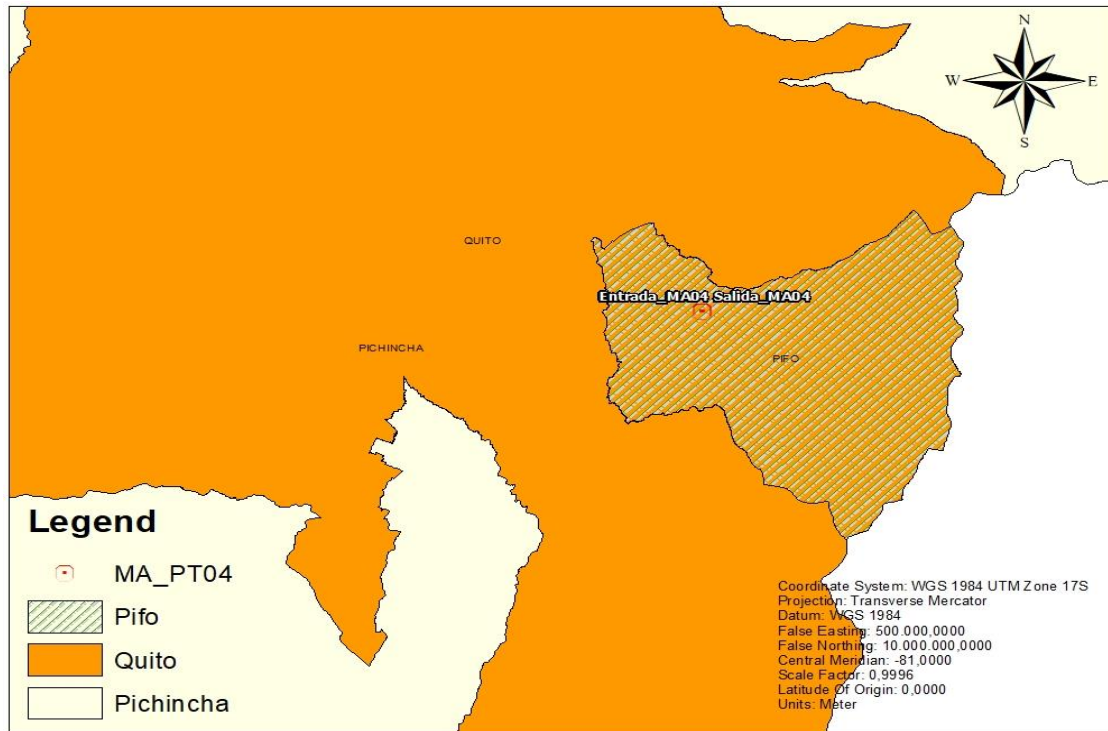 N
W E
S
QUITO
Entrada_MA04 Salida_MA04
PICHINCHA
PIFO
Legend
MA_PT04
Pifo
Quito
Pichincha
Coordinate System: WGS 1984 UTM Zone 17S
Projection: Transverse Mercator
Datum: WGS 1984
False Easting: 500.000,0000
False Northing: 10.000.000,0000
Central Meridian: -81,0000
Scale Factor: 0,9996
Latitude Of Origin: 0,0000
Units: Meter